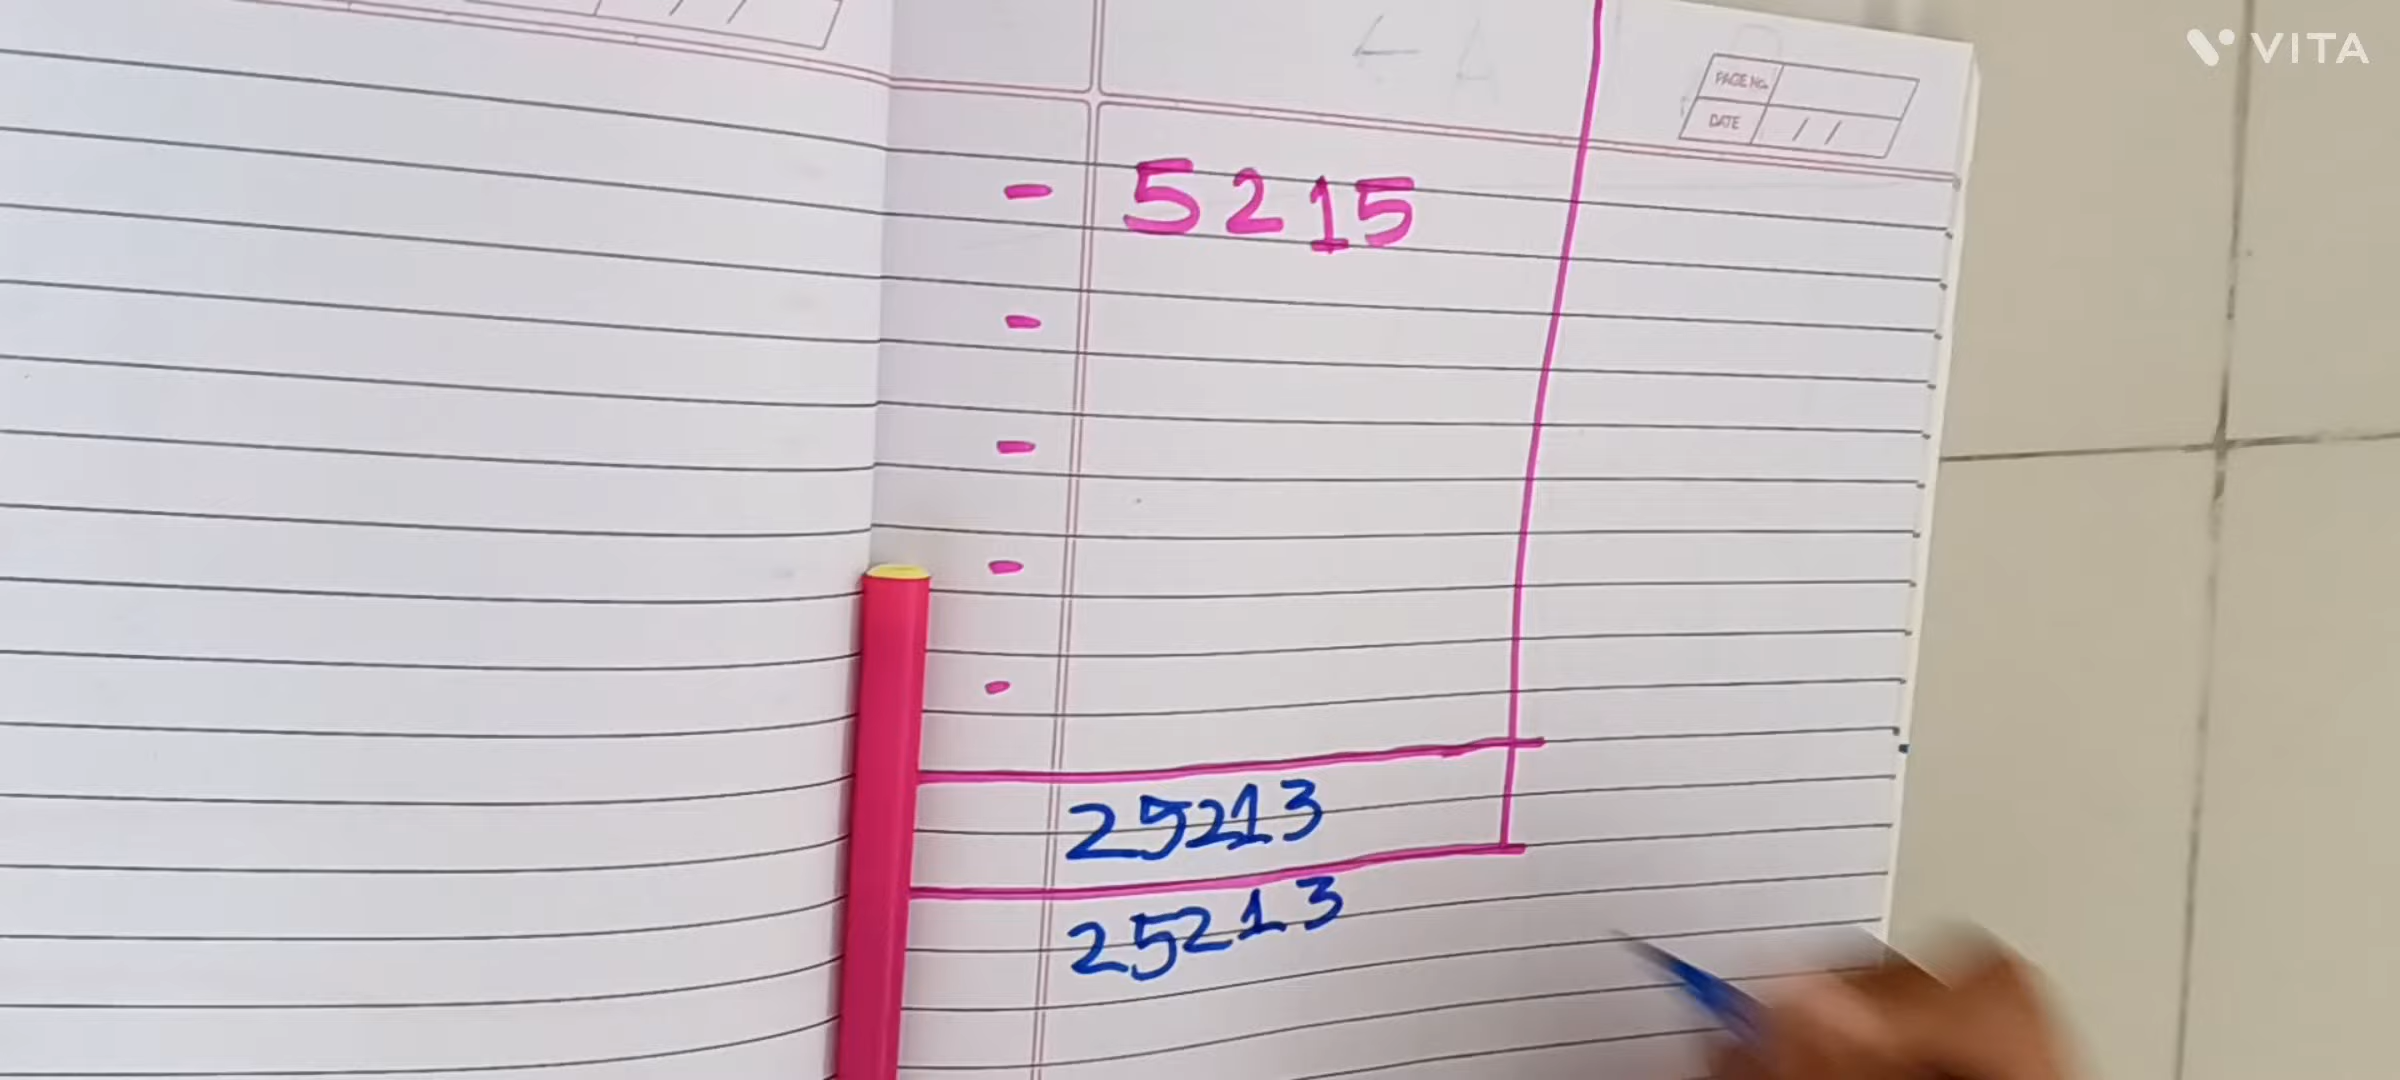 VITA
PAGE No.
DATE / /
- 5215
-
-
-
-
25213
25213